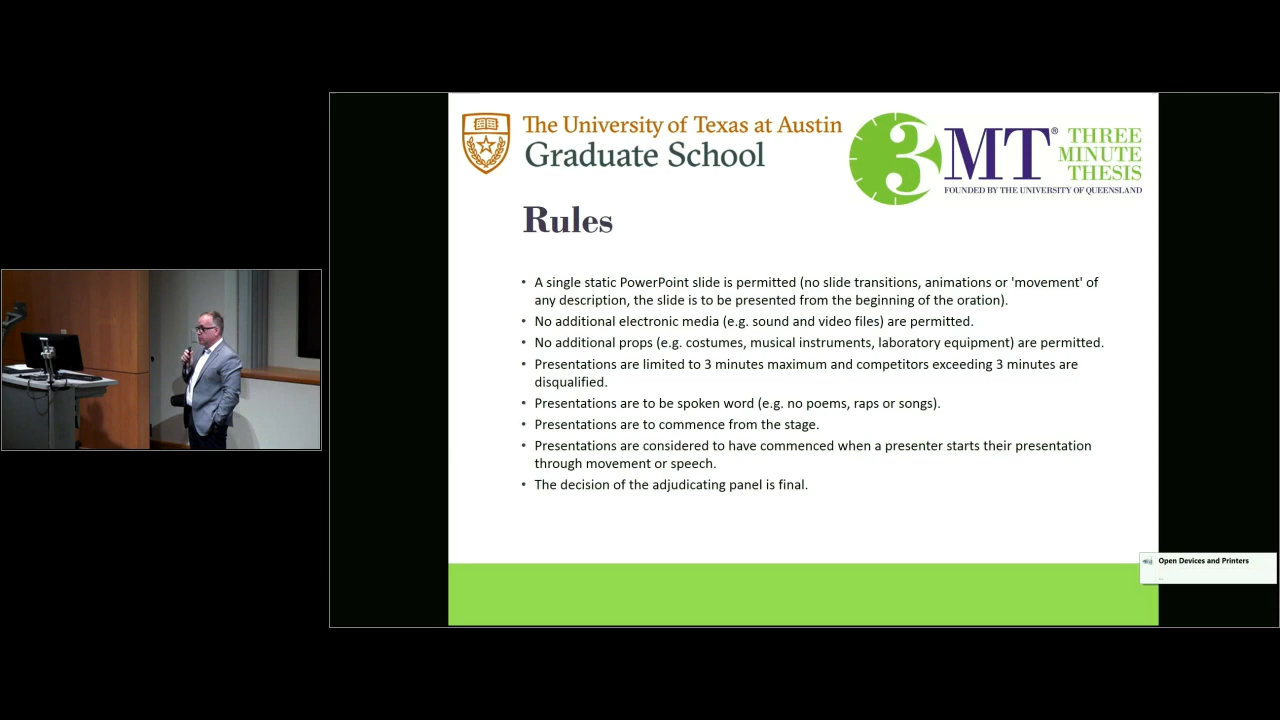 The University of Texas at Austin
Graduate School
3MT® THREE
MINUTE
THESIS
FOUNDED BY THE UNIVERSITY OF QUEENSLAND
Rules
• A single static PowerPoint slide is permitted (no slide transitions, animations or 'movement' of
any description, the slide is to be presented from the beginning of the oration).
• No additional electronic media (e.g. sound and video files) are permitted.
• No additional props (e.g. costumes, musical instruments, laboratory equipment) are permitted.
• Presentations are limited to 3 minutes maximum and competitors exceeding 3 minutes are
disqualified.
• Presentations are to be spoken word (e.g. no poems, raps or songs).
• Presentations are to commence from the stage.
• Presentations are considered to have commenced when a presenter starts their presentation
through movement or speech.
• The decision of the adjudicating panel is final.
Open Devices and Printers
...